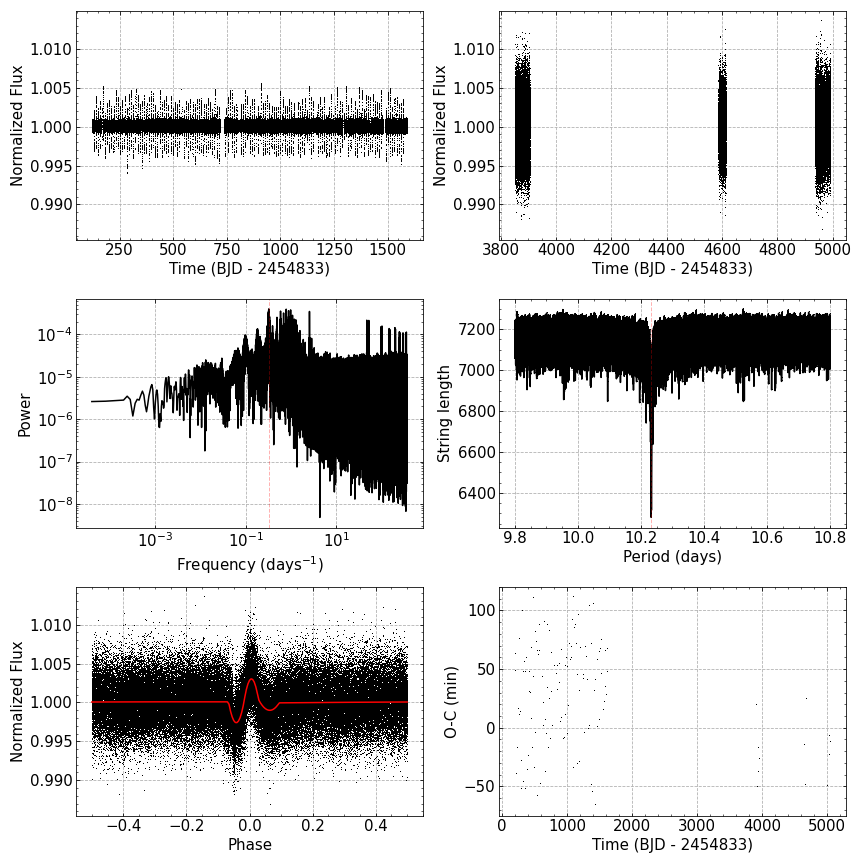 1.010
1.005
1.000
0.995
0.990
Normalized Flux
250 500 750 1000 1250 1500
Time (BJD - 2454833)
1.010
1.005
1.000
0.995
0.990
Normalized Flux
3800 4000 4200 4400 4600 4800 5000
Time (BJD - 2454833)
10⁻⁴
10⁻⁵
10⁻⁶
10⁻⁷
10⁻⁸
Power
10⁻³ 10⁻¹ 10¹
Frequency (days⁻¹)
7200
7000
6800
6600
6400
String length
9.8 10.0 10.2 10.4 10.6 10.8
Period (days)
1.010
1.005
1.000
0.995
0.990
Normalized Flux
−0.4 −0.2 0.0 0.2 0.4
Phase
100
50
0
−50
O-C (min)
0 1000 2000 3000 4000 5000
Time (BJD - 2454833)